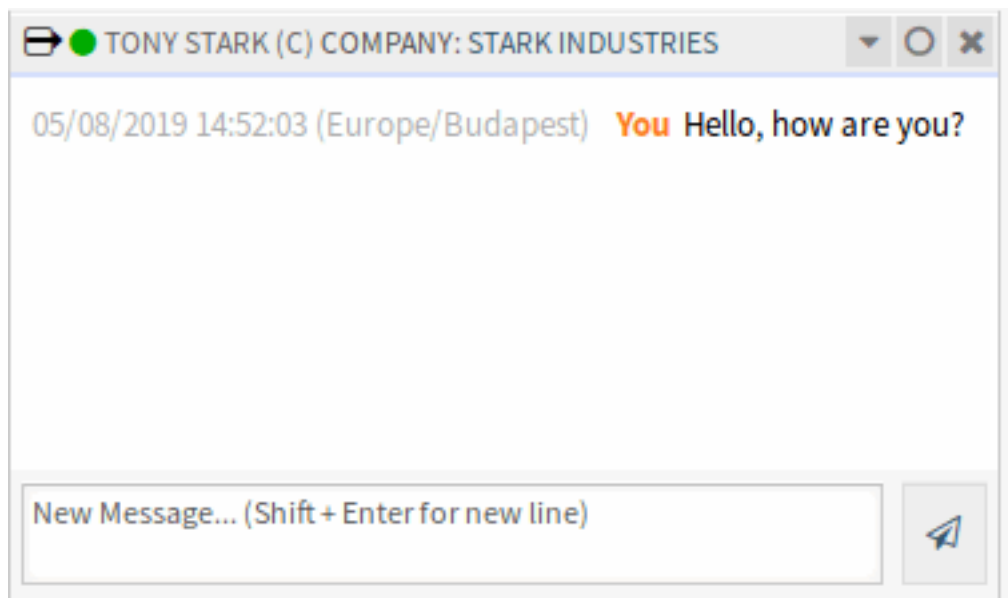 TONY STARK (C) COMPANY: STARK INDUSTRIES
05/08/2019 14:52:03 (Europe/Budapest) You Hello, how are you?
New Message... (Shift + Enter for new line)